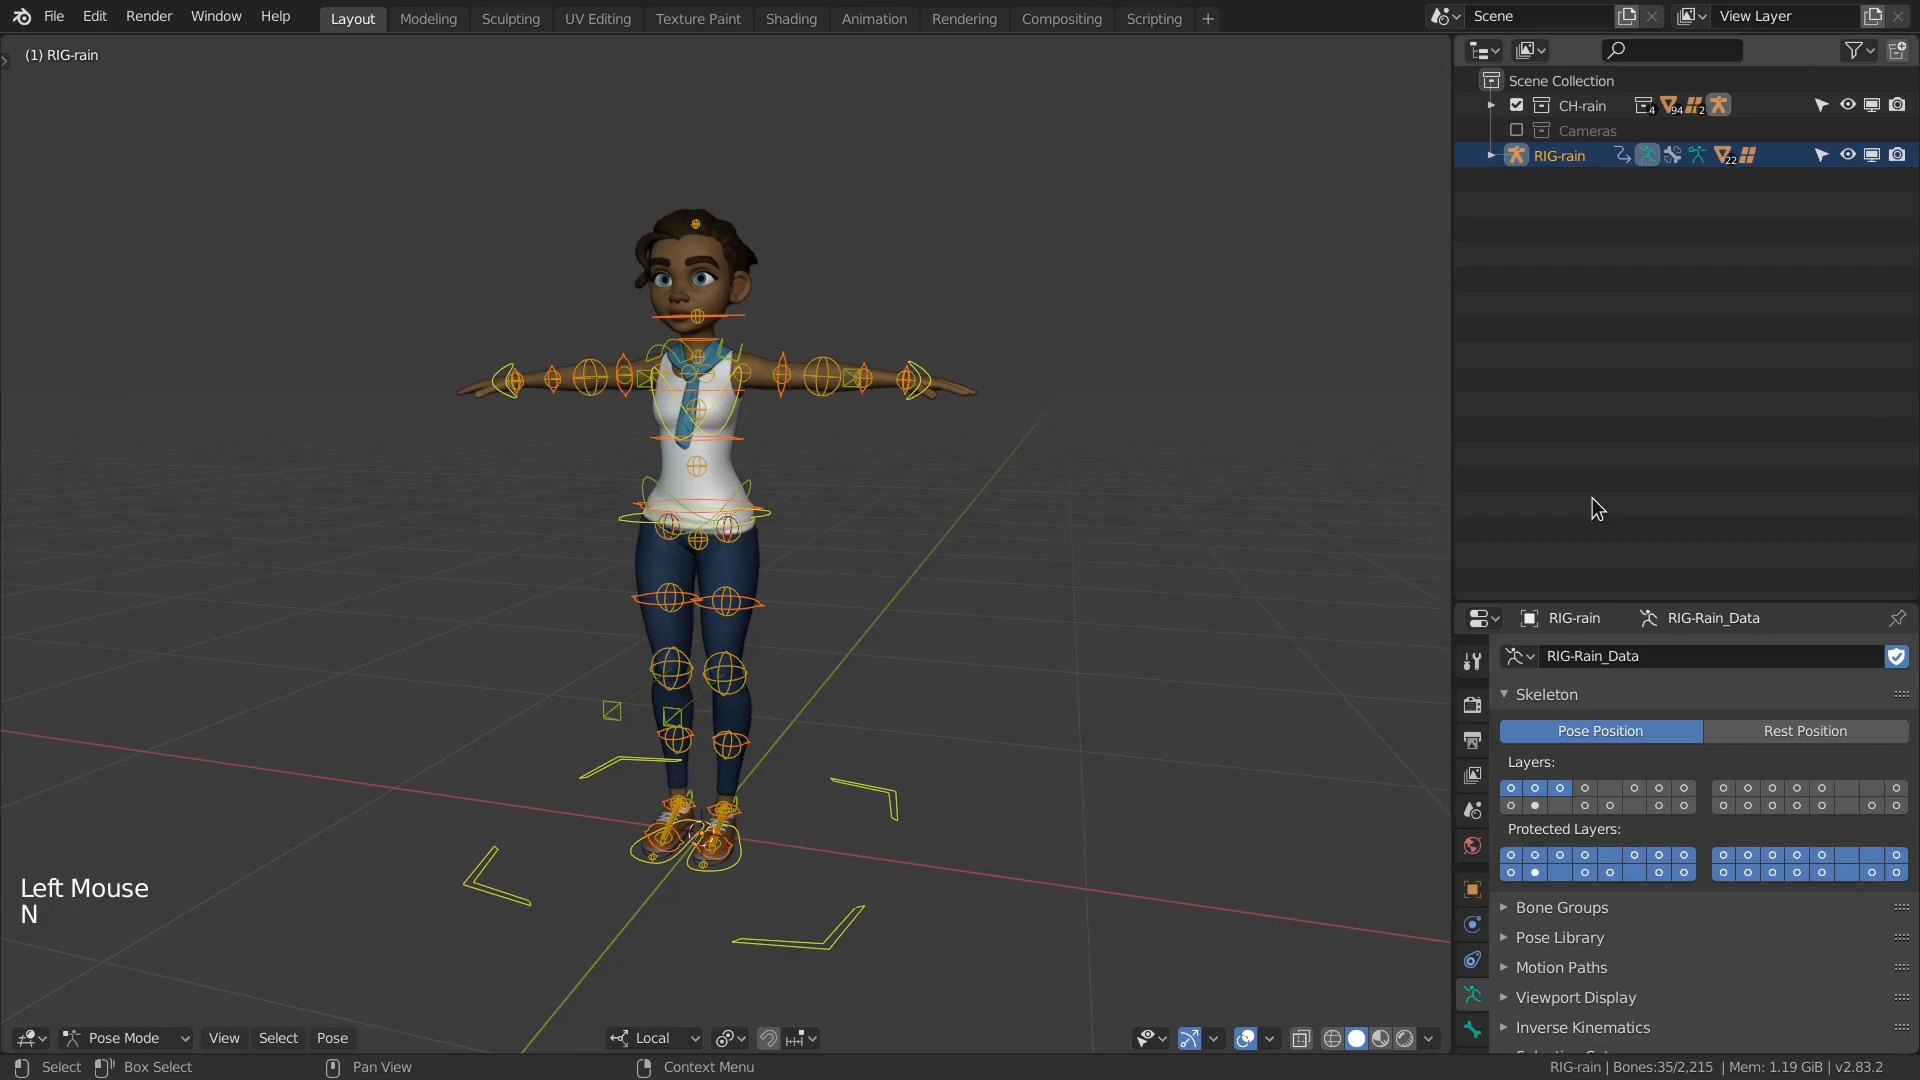 File Edit Render Window Help Layout Modeling Sculpting UV Editing Texture Paint Shading Animation Rendering Compositing Scripting + Scene View Layer
(1) RIG-rain
Scene Collection
CH-rain 4 94 2
Cameras
RIG-rain 22
RIG-rain RIG-Rain_Data
RIG-Rain_Data
Skeleton
Pose Position Rest Position
Layers:
Protected Layers:
Bone Groups
Pose Library
Motion Paths
Viewport Display
Inverse Kinematics
Left Mouse
N
Pose Mode View Select Pose Local
Select Box Select Pan View Context Menu RIG-rain | Bones:35/2,215 | Mem: 1.19 GiB | v2.83.2